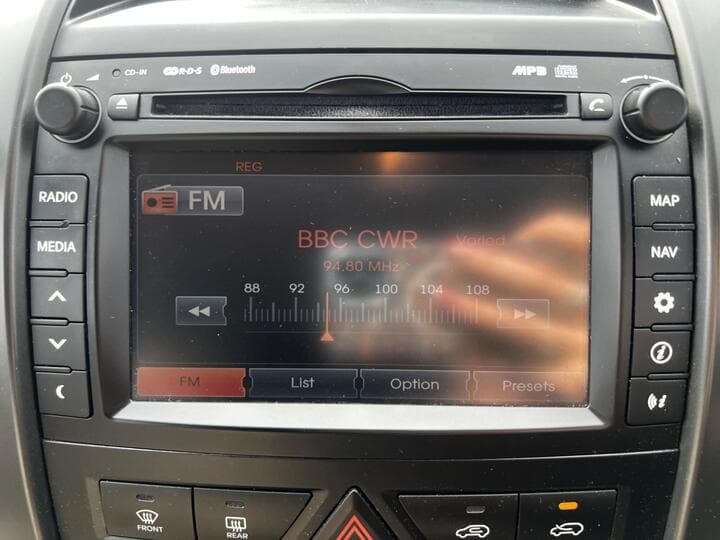 CD-IN R·D·S Bluetooth MP3
REG
FM
BBC CWR Varied
94.80 MHz
88 92 96 100 104 108
FM List Option Presets
RADIO
MEDIA
MAP
NAV
FRONT
REAR